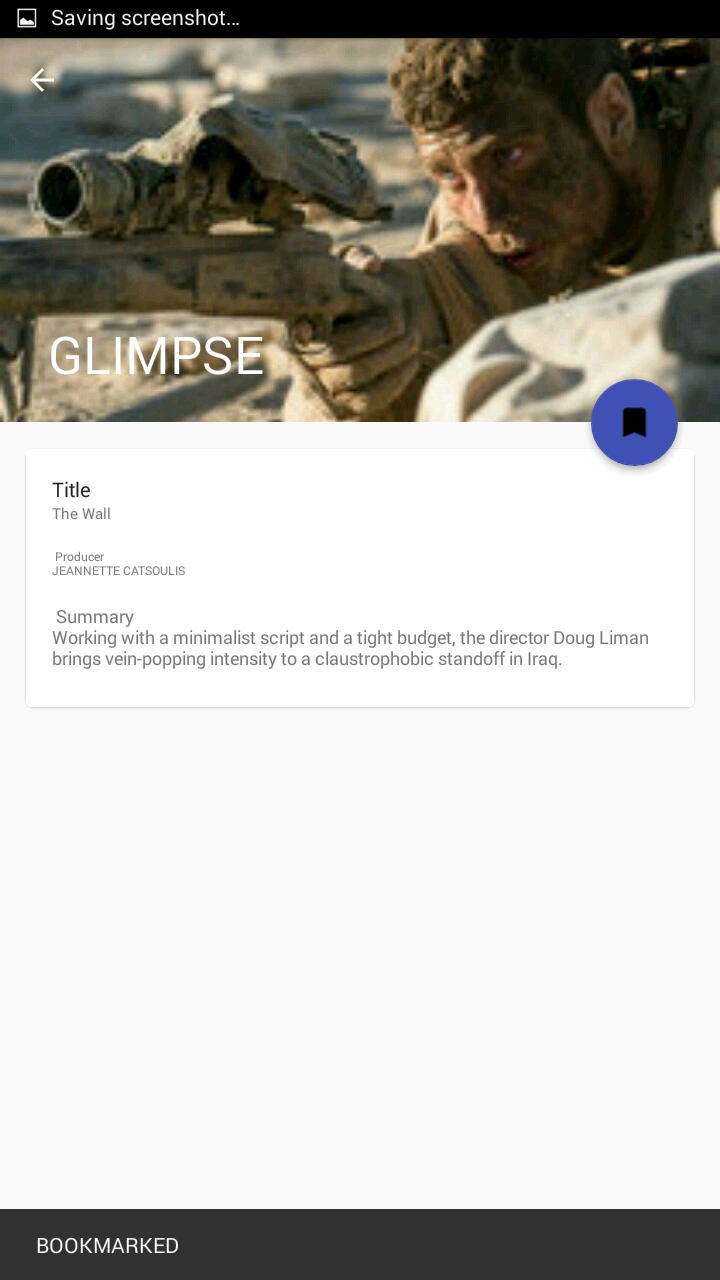 Saving screenshot...
GLIMPSE
Title
The Wall
Producer
JEANNETTE CATSOULIS
Summary
Working with a minimalist script and a tight budget, the director Doug Liman
brings vein-popping intensity to a claustrophobic standoff in Iraq.
BOOKMARKED